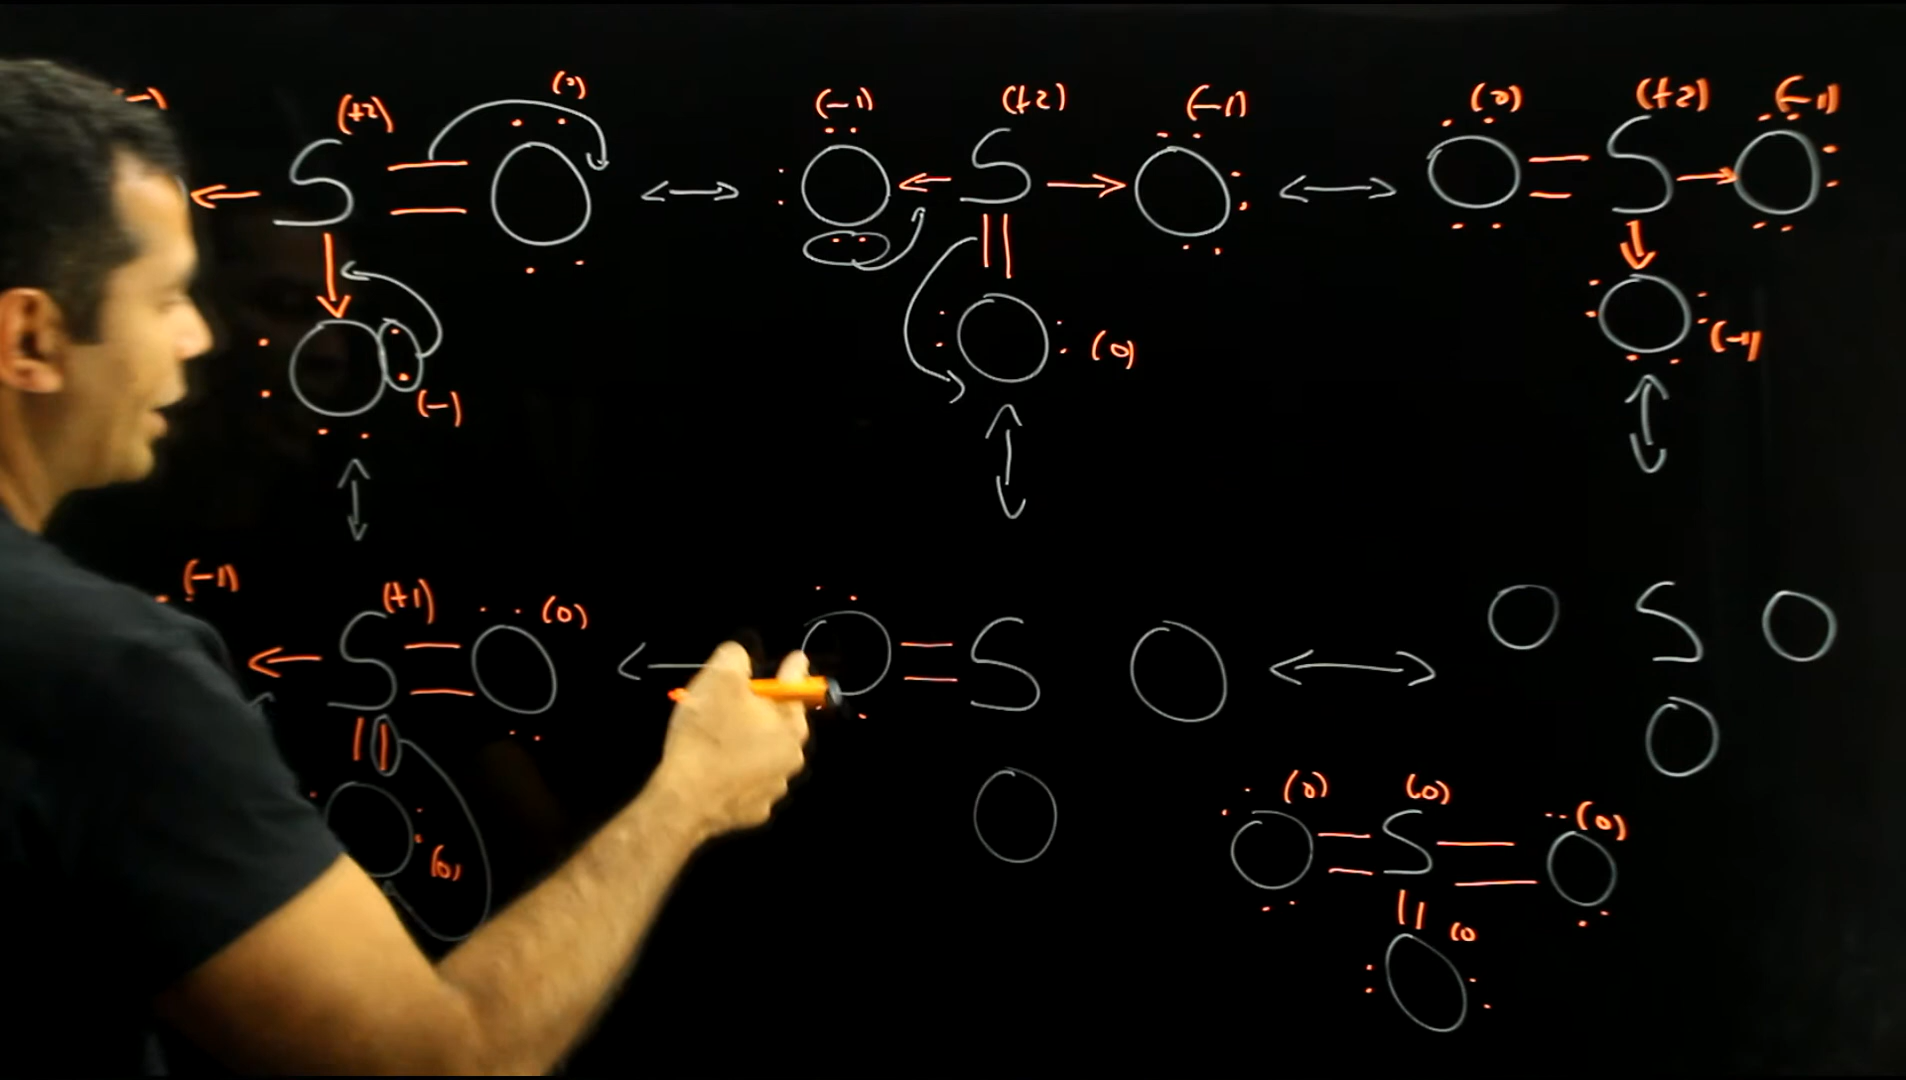 (-) (+2) (0) (-1) (+2) (-1) (0) (+2) (-1)
S = O ↔ O ← S → O ↔ O = S → O
O (-) O (0) O (-1)
(-1) (+1) (0)
S = O O = S O ↔ O S O
O
(0) (0) (0)
O (0) O O = S = O
(0
O